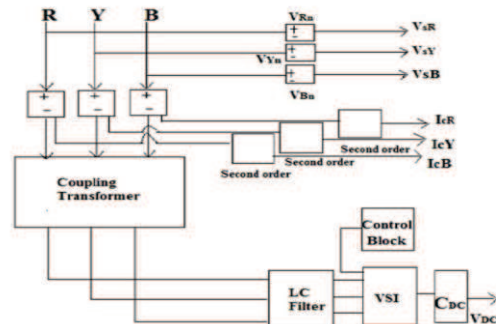 R Y B
VRn
VsR
VYn
VsY
VBn
VsB
+ -
+ -
+ -
+ - + - + -
IcR
Second order
IcY
Second order
IcB
Second order
Coupling
Transformer
Control
Block
LC
Filter
VSI
CDC
VDC